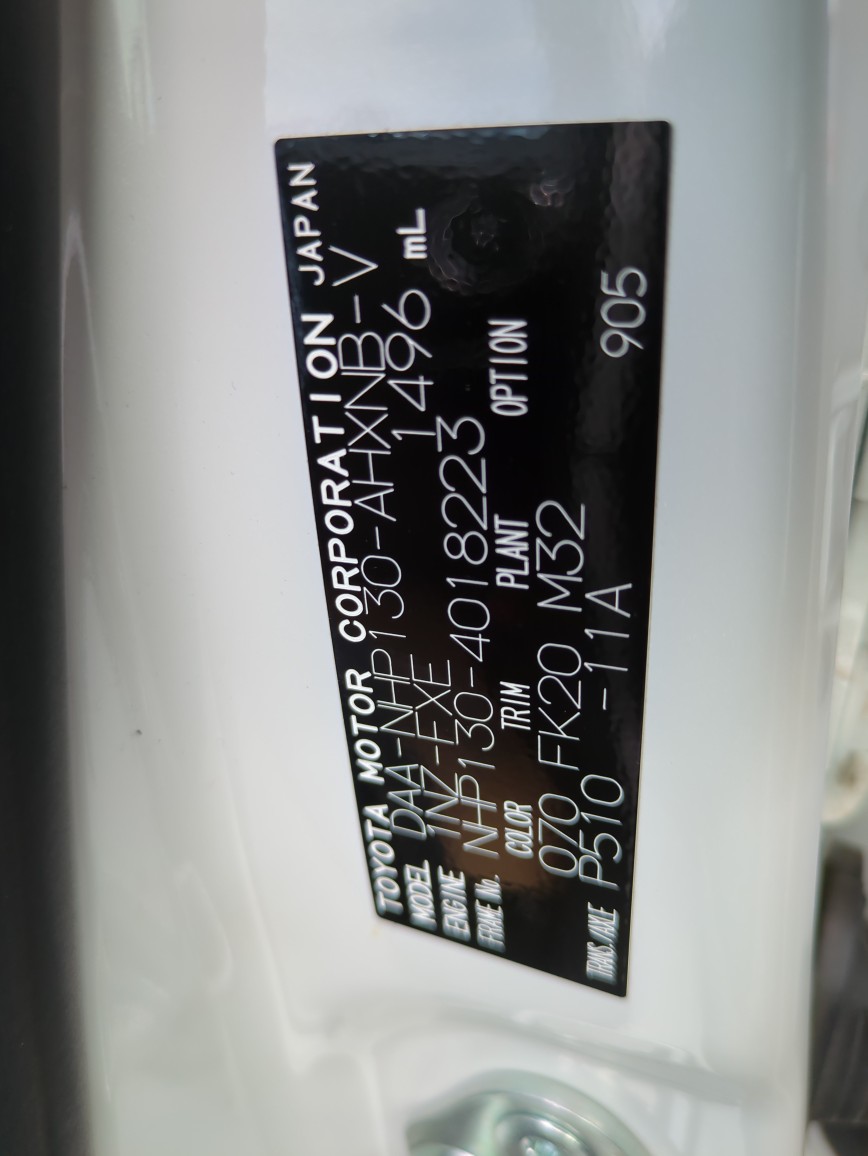 TOYOTA MOTOR CORPORATION JAPAN
MODEL DAA-NHP130-AHXNB-V
ENGINE 1NZ-FXE 1496 mL
FRAME No. NHP130-4018223
COLOR TRIM PLANT OPTION
070 FK20 M32
TRANS./AXLE P510 -11A 905